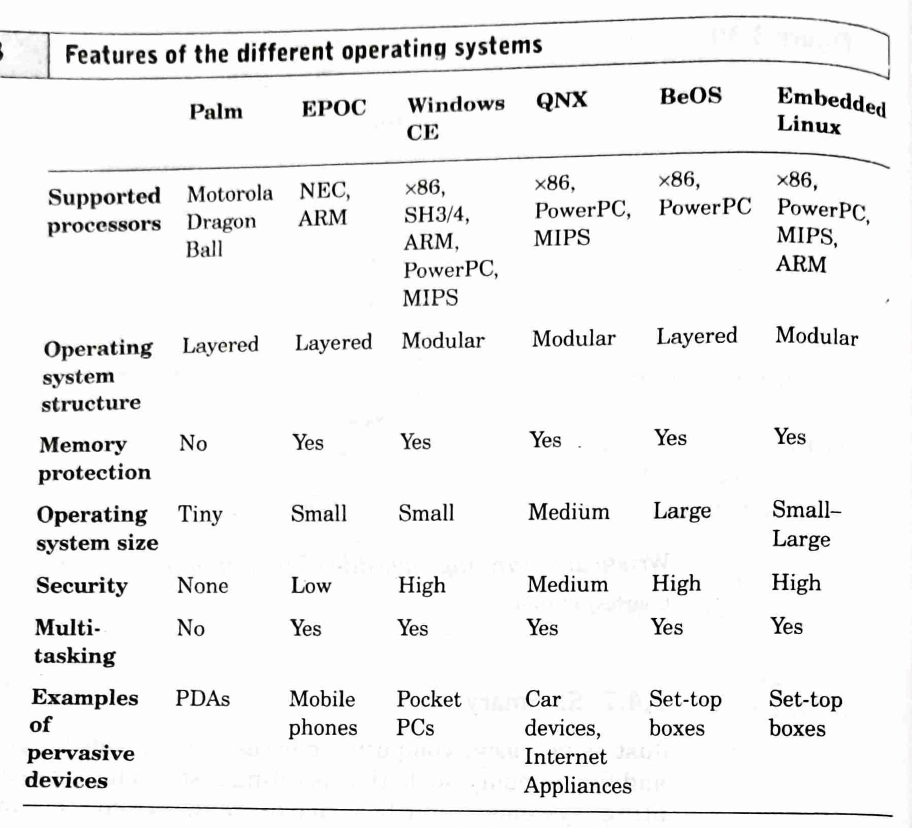 Features of the different operating systems
Palm EPOC Windows CE QNX BeOS Embedded Linux
Supported processors Motorola Dragon Ball NEC, ARM x86, SH3/4, ARM, PowerPC, MIPS x86, PowerPC, MIPS x86, PowerPC x86, PowerPC, MIPS, ARM
Operating system structure Layered Layered Modular Modular Layered Modular
Memory protection No Yes Yes Yes Yes Yes
Operating system size Tiny Small Small Medium Large Small–Large
Security None Low High Medium High High
Multi-tasking No Yes Yes Yes Yes Yes
Examples of pervasive devices PDAs Mobile phones Pocket PCs Car devices, Internet Appliances Set-top boxes Set-top boxes